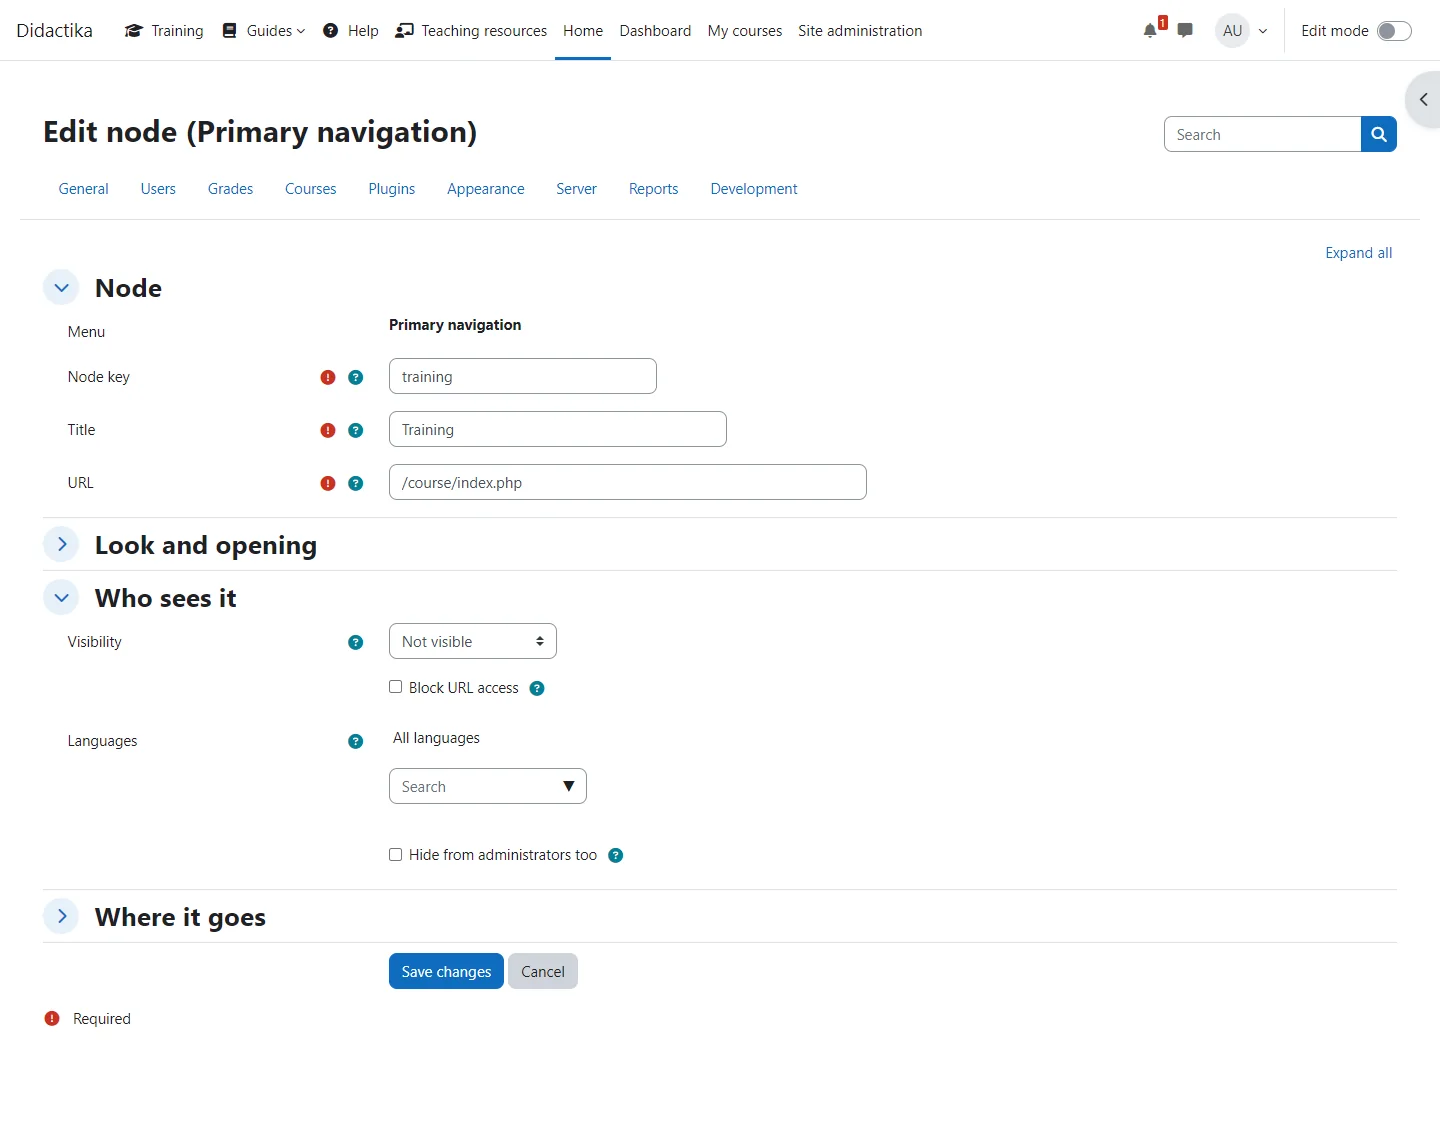 Didactika
Training
Guides
Help
Teaching resources
Home
Dashboard
My courses
Site administration
1
AU
Edit mode
Edit node (Primary navigation)
Search
General
Users
Grades
Courses
Plugins
Appearance
Server
Reports
Development
Expand all
Node
Menu
Primary navigation
Node key
training
Title
Training
URL
/course/index.php
Look and opening
Who sees it
Visibility
Not visible
Block URL access
Languages
All languages
Search
Hide from administrators too
Where it goes
Save changes
Cancel
Required